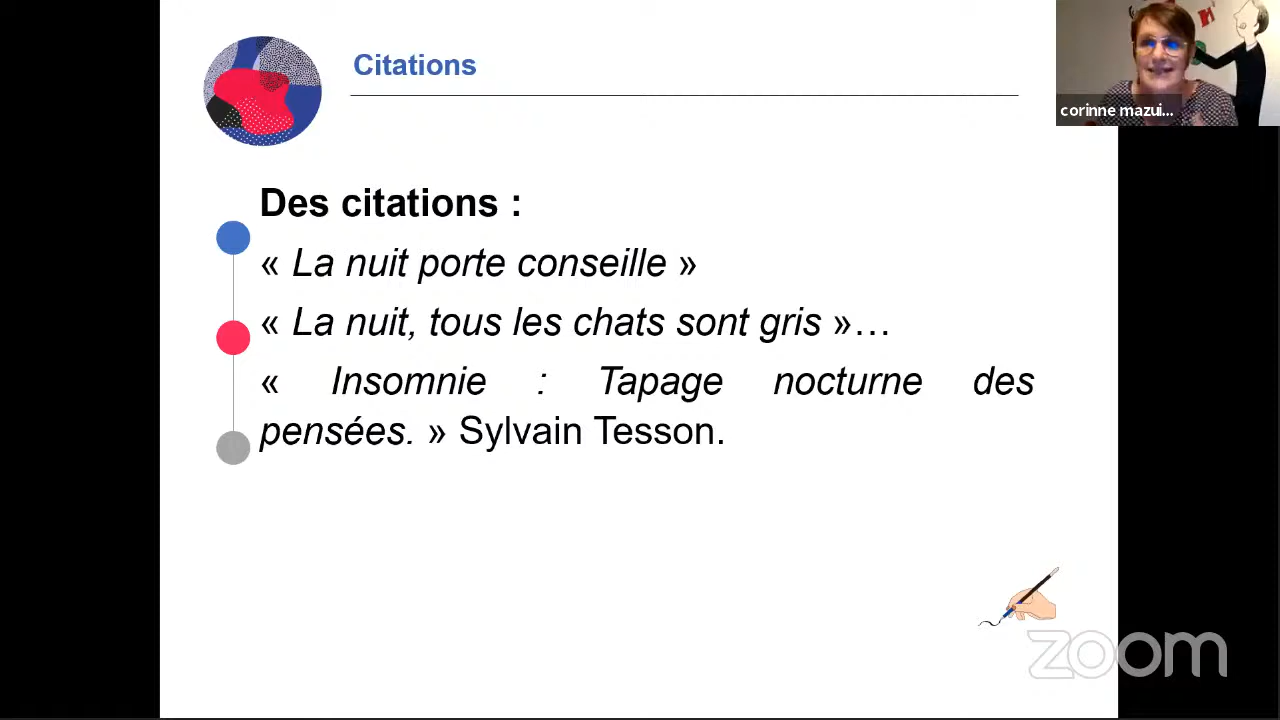 Citations
corinne mazui...
Des citations :
« La nuit porte conseille »
« La nuit, tous les chats sont gris »…
« Insomnie : Tapage nocturne des
pensées. » Sylvain Tesson.
zoom